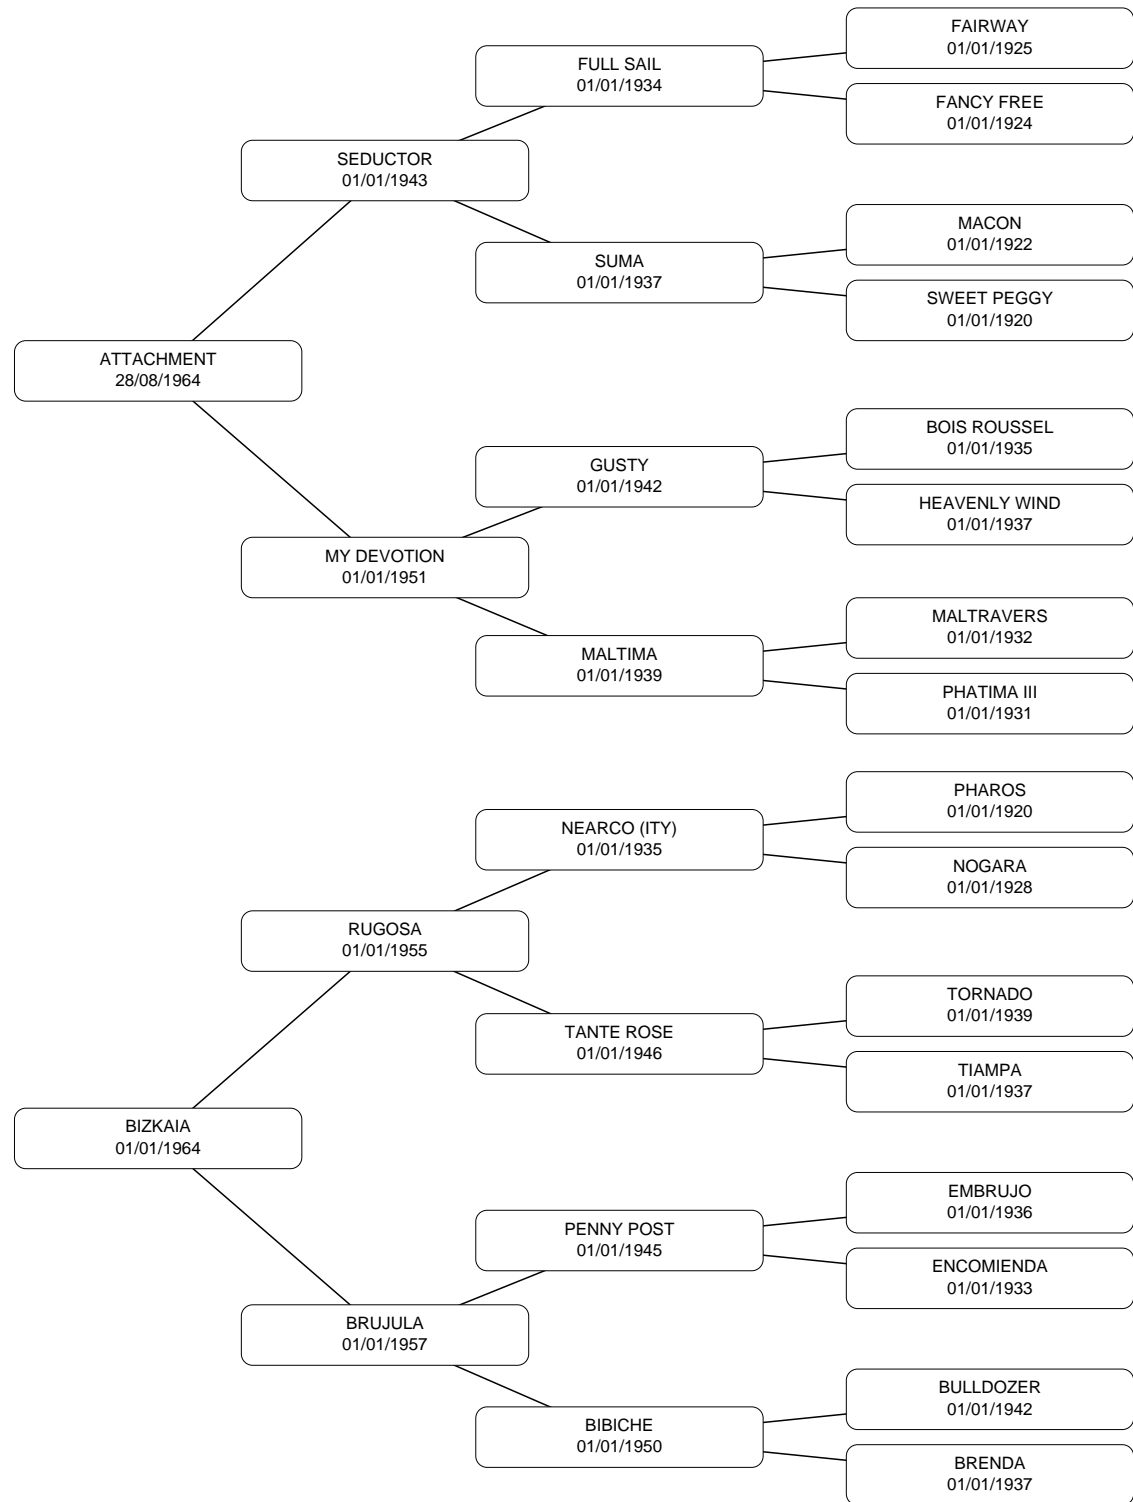 FAIRWAY
01/01/1925
FULL SAIL
01/01/1934
FANCY FREE
01/01/1924
SEDUCTOR
01/01/1943
MACON
01/01/1922
SUMA
01/01/1937
SWEET PEGGY
01/01/1920
ATTACHMENT
28/08/1964
BOIS ROUSSEL
01/01/1935
GUSTY
01/01/1942
HEAVENLY WIND
01/01/1937
MY DEVOTION
01/01/1951
MALTRAVERS
01/01/1932
MALTIMA
01/01/1939
PHATIMA III
01/01/1931
PHAROS
01/01/1920
NEARCO (ITY)
01/01/1935
NOGARA
01/01/1928
RUGOSA
01/01/1955
TORNADO
01/01/1939
TANTE ROSE
01/01/1946
TIAMPA
01/01/1937
BIZKAIA
01/01/1964
EMBRUJO
01/01/1936
PENNY POST
01/01/1945
ENCOMIENDA
01/01/1933
BRUJULA
01/01/1957
BULLDOZER
01/01/1942
BIBICHE
01/01/1950
BRENDA
01/01/1937